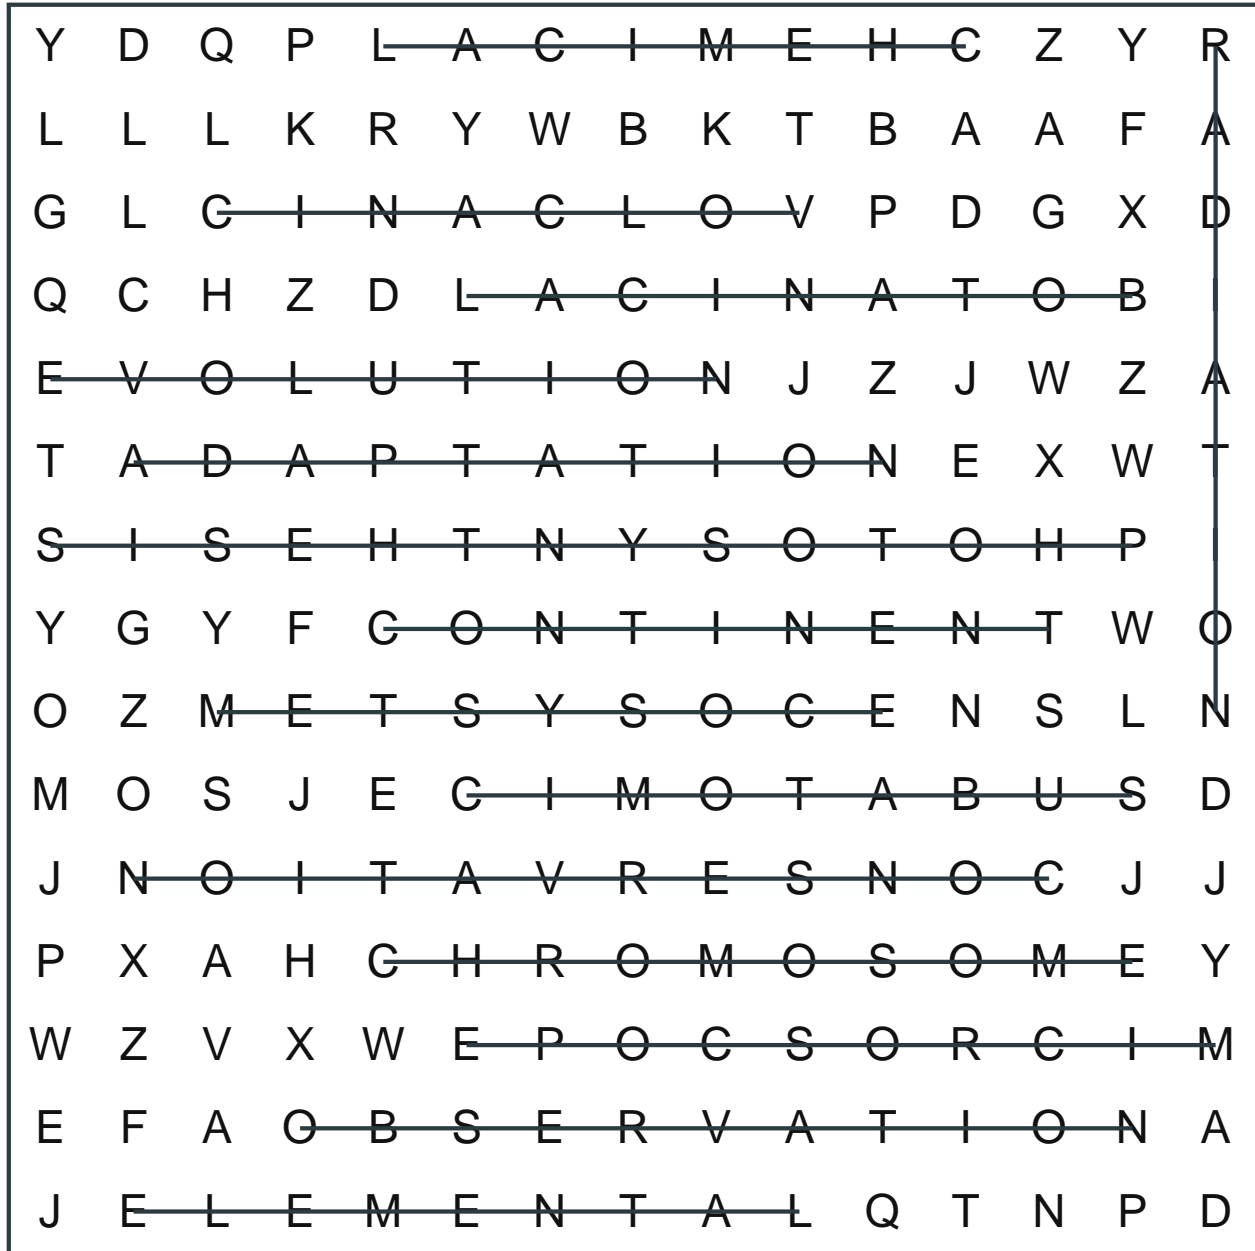 Y D Q P L A C I M E H C Z Y R
L L L K R Y W B K T B A A F A
G L C I N A C L O V P D G X D
Q C H Z D L A C I N A T O B I
E V O L U T I O N J Z J W Z A
T A D A P T A T I O N E X W T
S I S E H T N Y S O T O H P I
Y G Y F C O N T I N E N T W O
O Z M E T S Y S O C E N S L N
M O S J E C I M O T A B U S D
J N O I T A V R E S N O C J J
P X A H C H R O M O S O M E Y
W Z V X W E P O C S O R C I M
E F A O B S E R V A T I O N A
J E L E M E N T A L Q T N P D